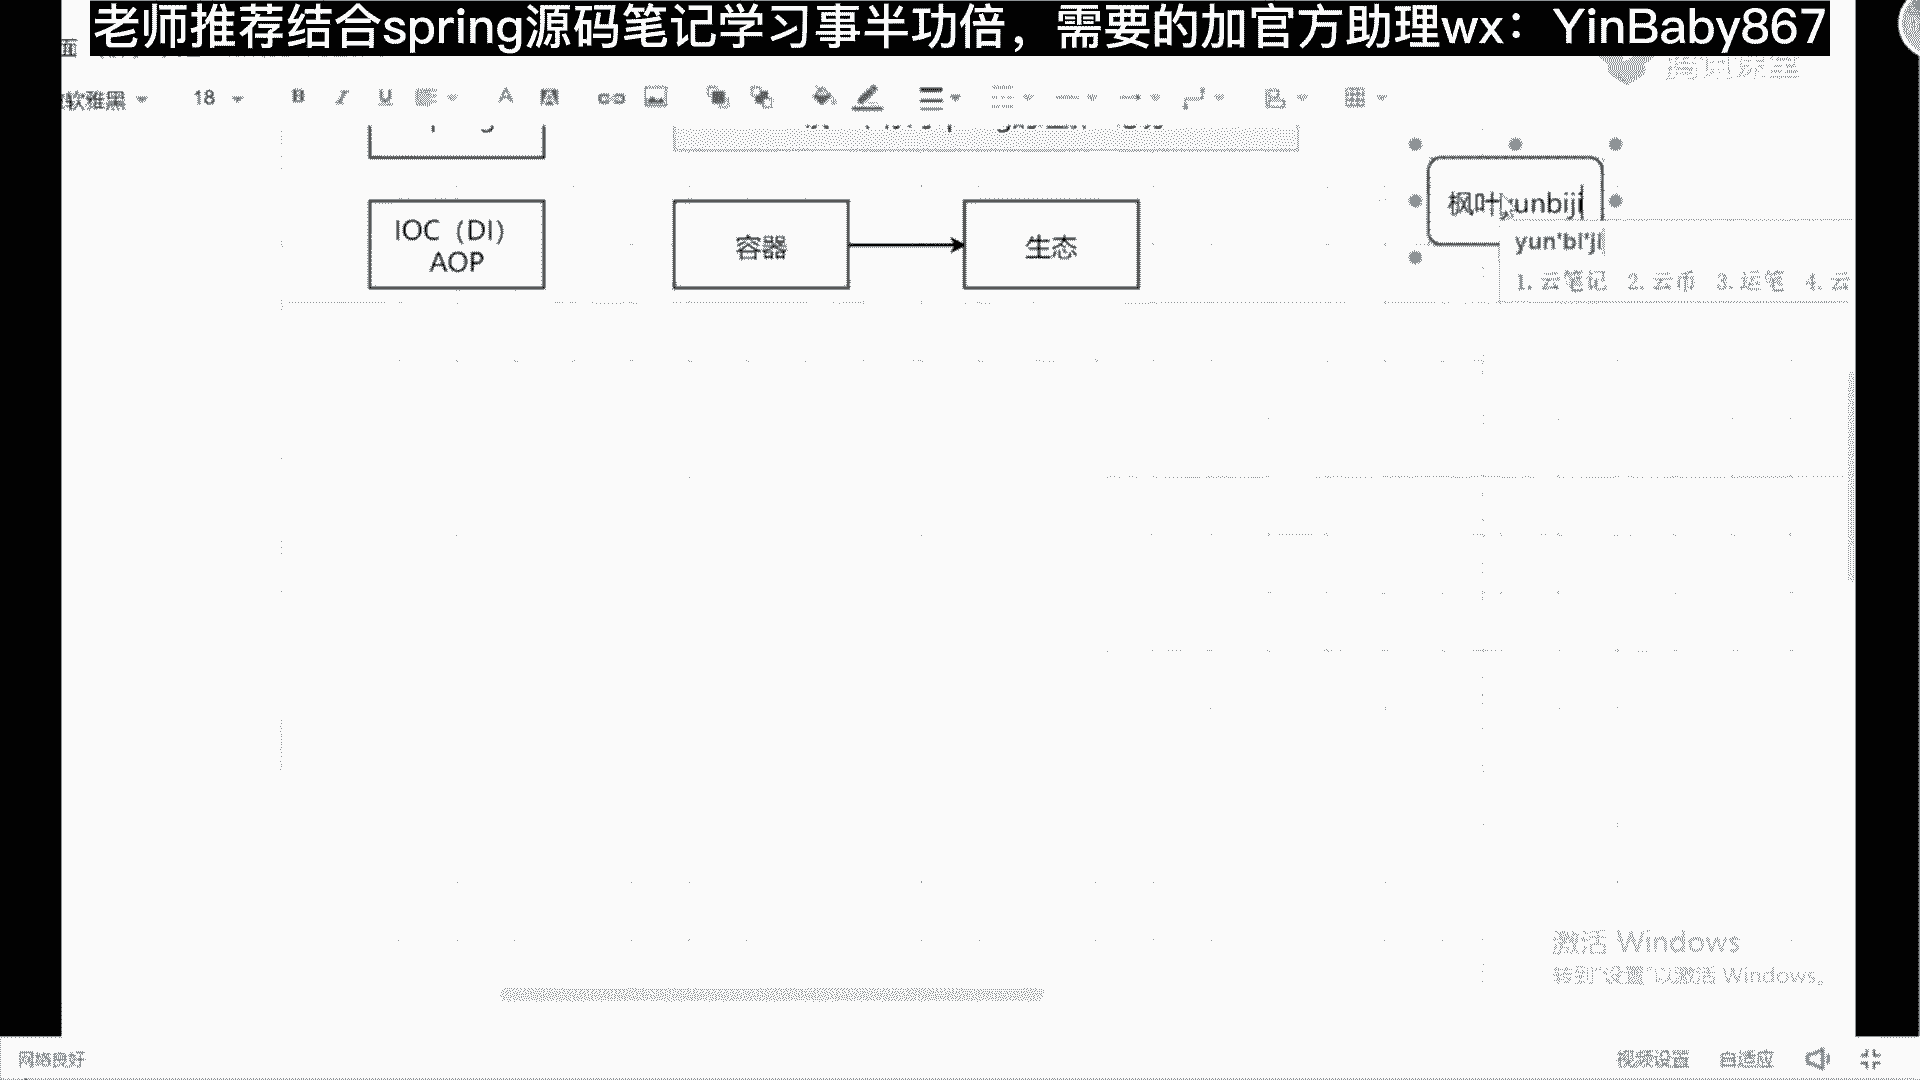 老师推荐结合spring源码笔记学习事半功倍，需要的加官方助理wx：YinBaby867
面
腾讯课堂
软雅黑 18 B I U A A
IOC（DI）
AOP
容器
生态
枫叶unbiji
yun'bi'ji
1. 云笔记 2. 云币 3. 运笔 4. 云
激活 Windows
转到“设置”以激活 Windows。
网络良好
视频设置 自适应